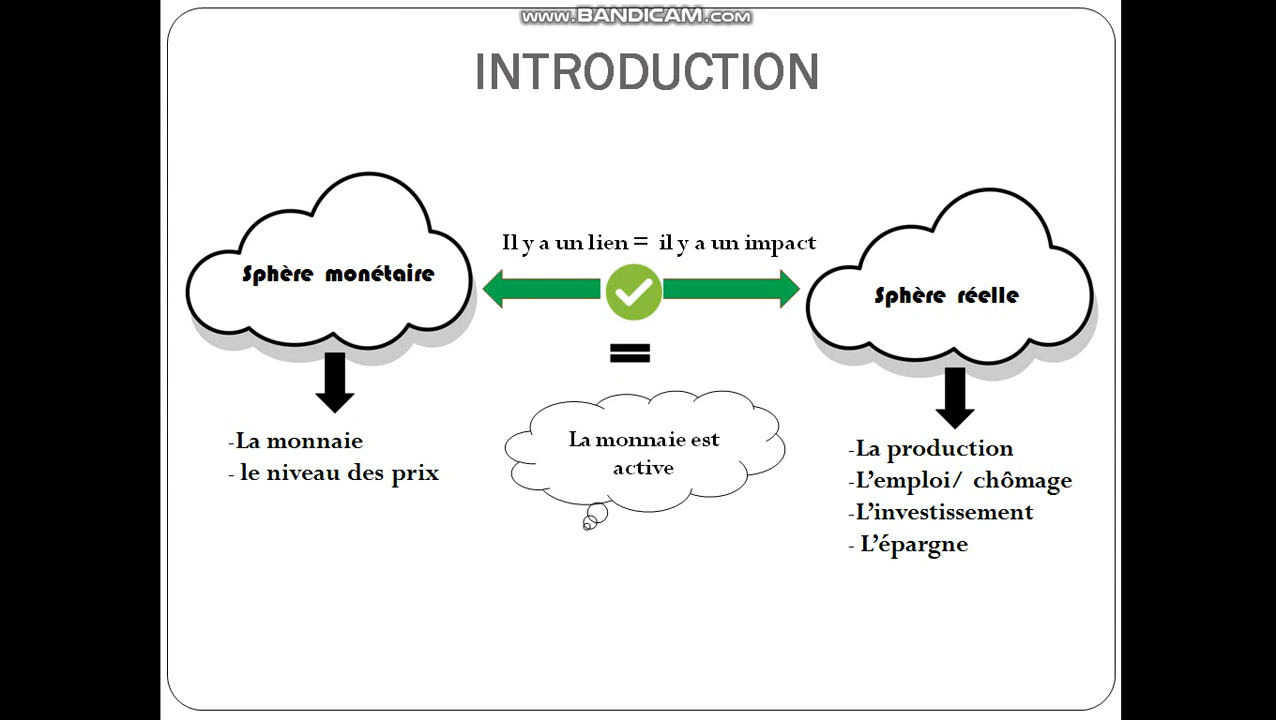 www.BANDICAM.com
INTRODUCTION
Il y a un lien = il y a un impact
Sphère monétaire
Sphère réelle
=
-La monnaie
- le niveau des prix
La monnaie est
active
-La production
-L’emploi/ chômage
-L’investissement
- L’épargne